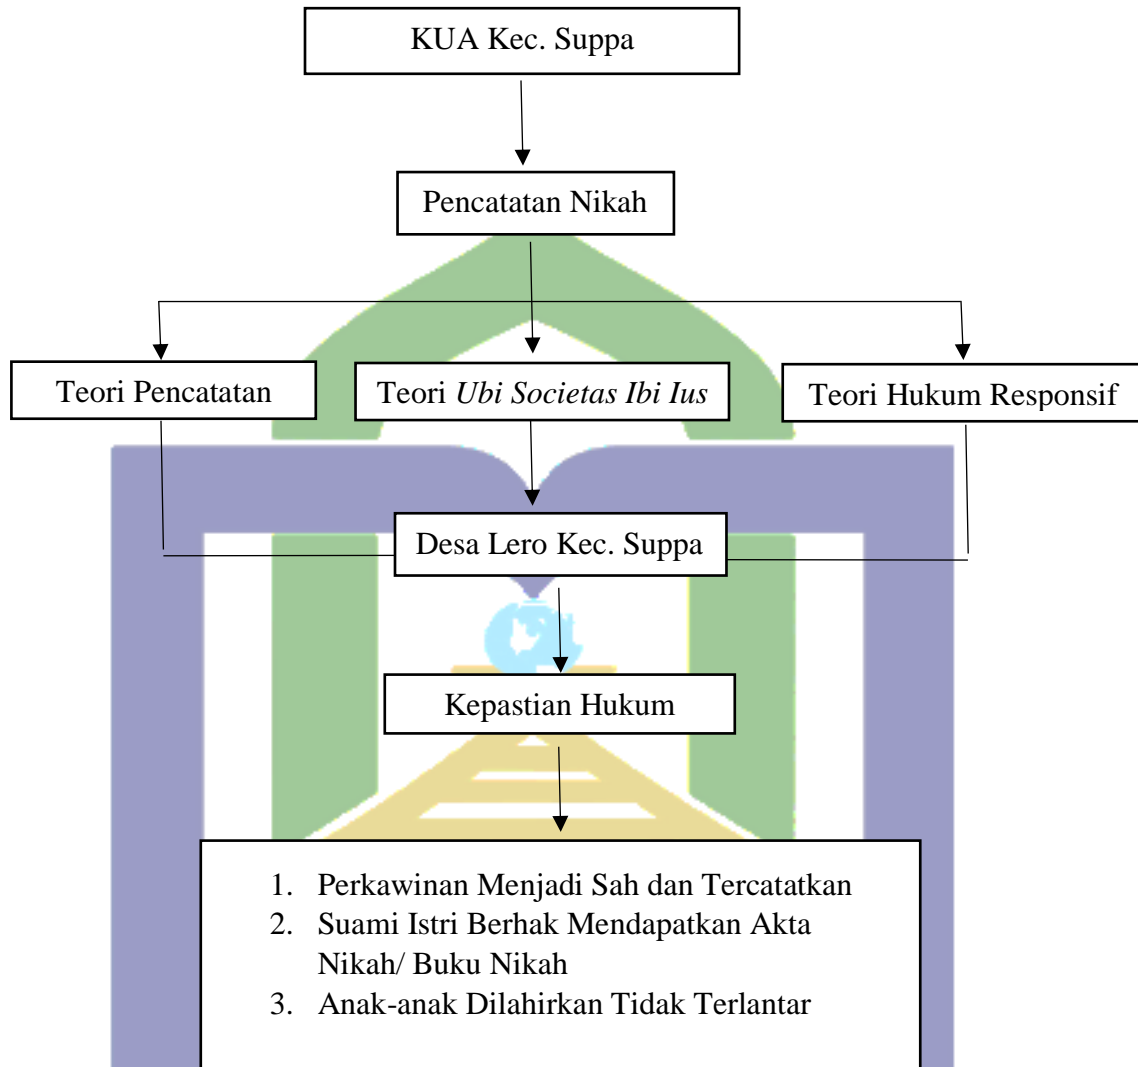 KUA Kec. Suppa
Pencatatan Nikah
Teori Pencatatan
Teori Ubi Societas Ibi Ius
Teori Hukum Responsif
Desa Lero Kec. Suppa
Kepastian Hukum
1. Perkawinan Menjadi Sah dan Tercatatkan
2. Suami Istri Berhak Mendapatkan Akta
Nikah/ Buku Nikah
3. Anak-anak Dilahirkan Tidak Terlantar